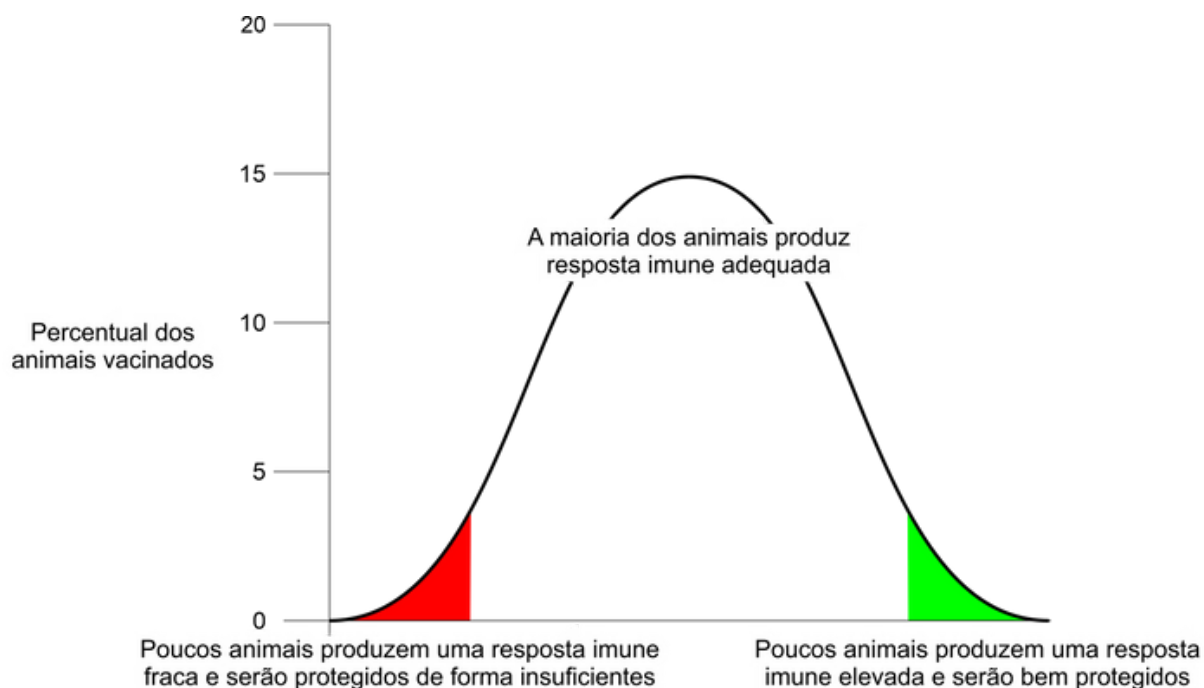 20
15
A maioria dos animais produz
resposta imune adequada
Percentual dos
animais vacinados
10
5
0
Poucos animais produzem uma resposta imune
fraca e serão protegidos de forma insuficientes
Poucos animais produzem uma resposta
imune elevada e serão bem protegidos